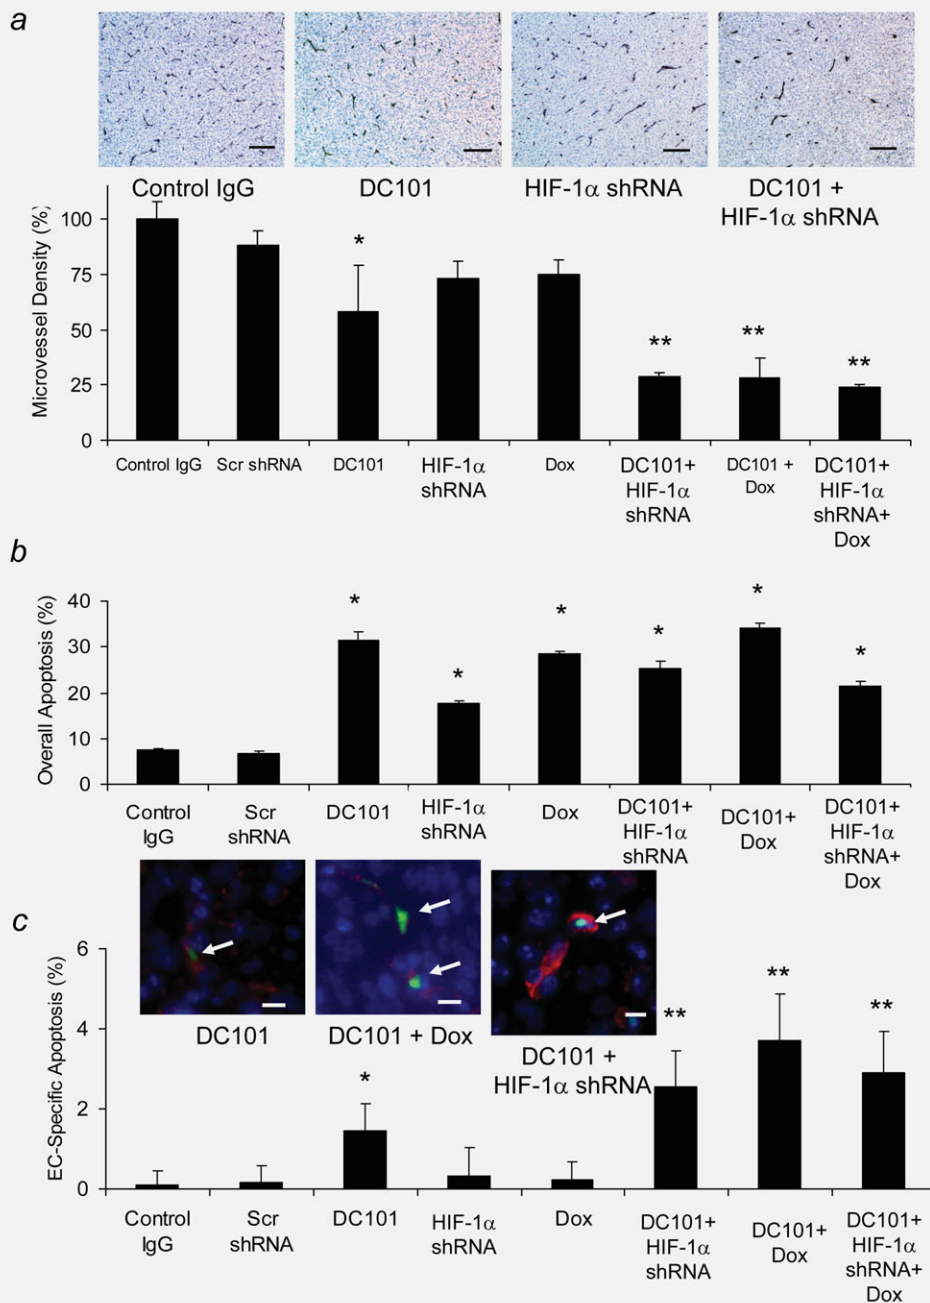 a
Control IgG
DC101
HIF-1α shRNA
DC101 +
HIF-1α shRNA
Microvessel Density (%)
100
75
50
25
0
*
**
**
**
Control IgG
Scr shRNA
DC101
HIF-1α
shRNA
Dox
DC101+
HIF-1α
shRNA
DC101 +
Dox
DC101+
HIF-1α
shRNA+
Dox
b
Overall Apoptosis (%)
40
30
20
10
0
*
*
*
*
*
*
Control
IgG
Scr
shRNA
DC101
HIF-1α
shRNA
Dox
DC101+
HIF-1α
shRNA
DC101+
Dox
DC101+
HIF-1α
shRNA+
Dox
c
DC101
DC101 + Dox
DC101 +
HIF-1α shRNA
EC-Specific Apoptosis (%)
6
4
2
0
*
**
**
**
Control
IgG
Scr
shRNA
DC101
HIF-1α
shRNA
Dox
DC101+
HIF-1α
shRNA
DC101+
Dox
DC101+
HIF-1α
shRNA+
Dox